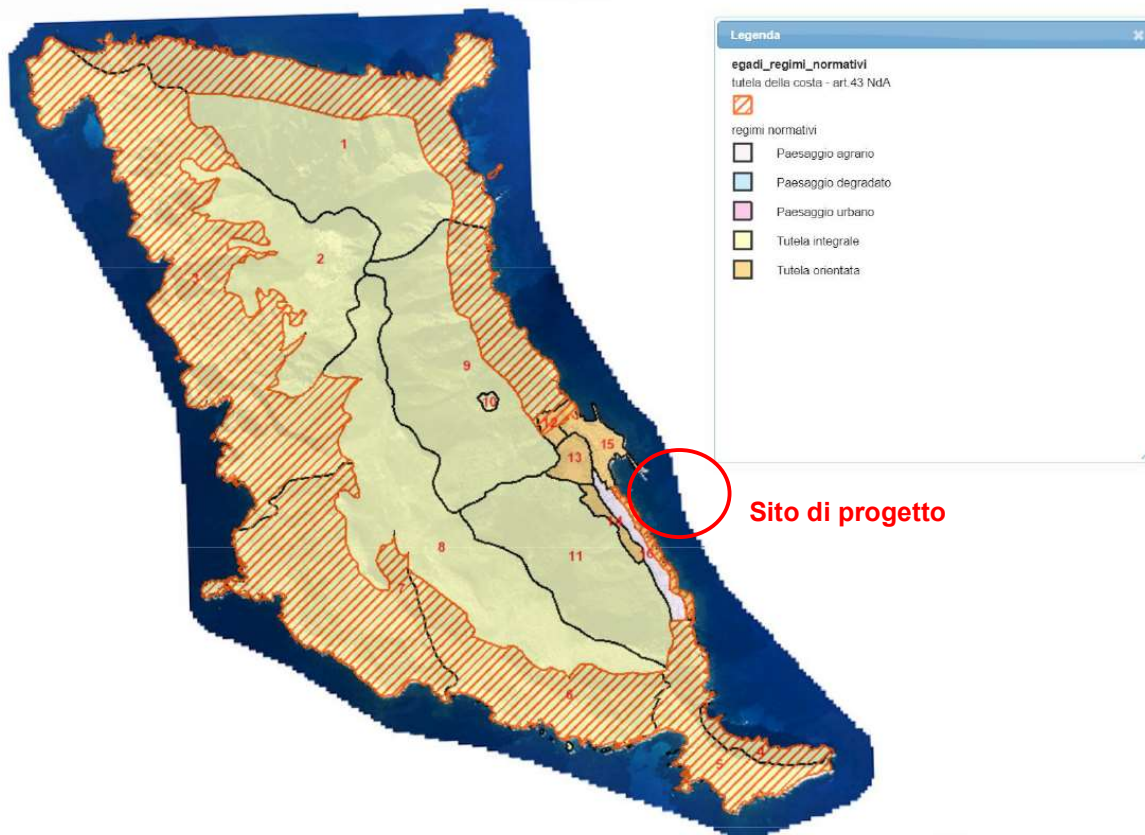 Legenda
egadi_regimi_normativi
tutela della costa - art.43 NdA
regimi normativi
Paesaggio agrario
Paesaggio degradato
Paesaggio urbano
Tutela integrale
Tutela orientata
1
2
3
9
10
12
15
13
14
16
Sito di progetto
8
11
7
6
4
5